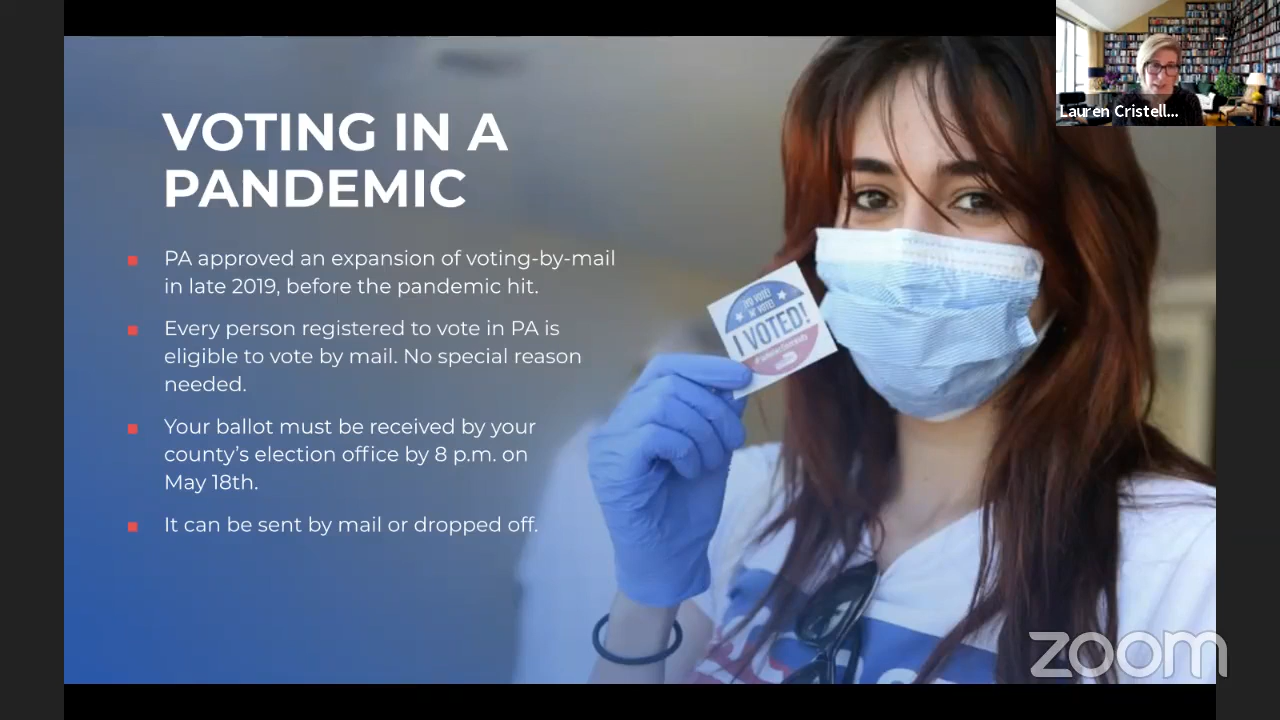 VOTING IN A
PANDEMIC
PA approved an expansion of voting-by-mail
in late 2019, before the pandemic hit.
Every person registered to vote in PA is
eligible to vote by mail. No special reason
needed.
Your ballot must be received by your
county’s election office by 8 p.m. on
May 18th.
It can be sent by mail or dropped off.
¡YO VOTÉ!
I VOTED!
Lauren Cristell...
zoom